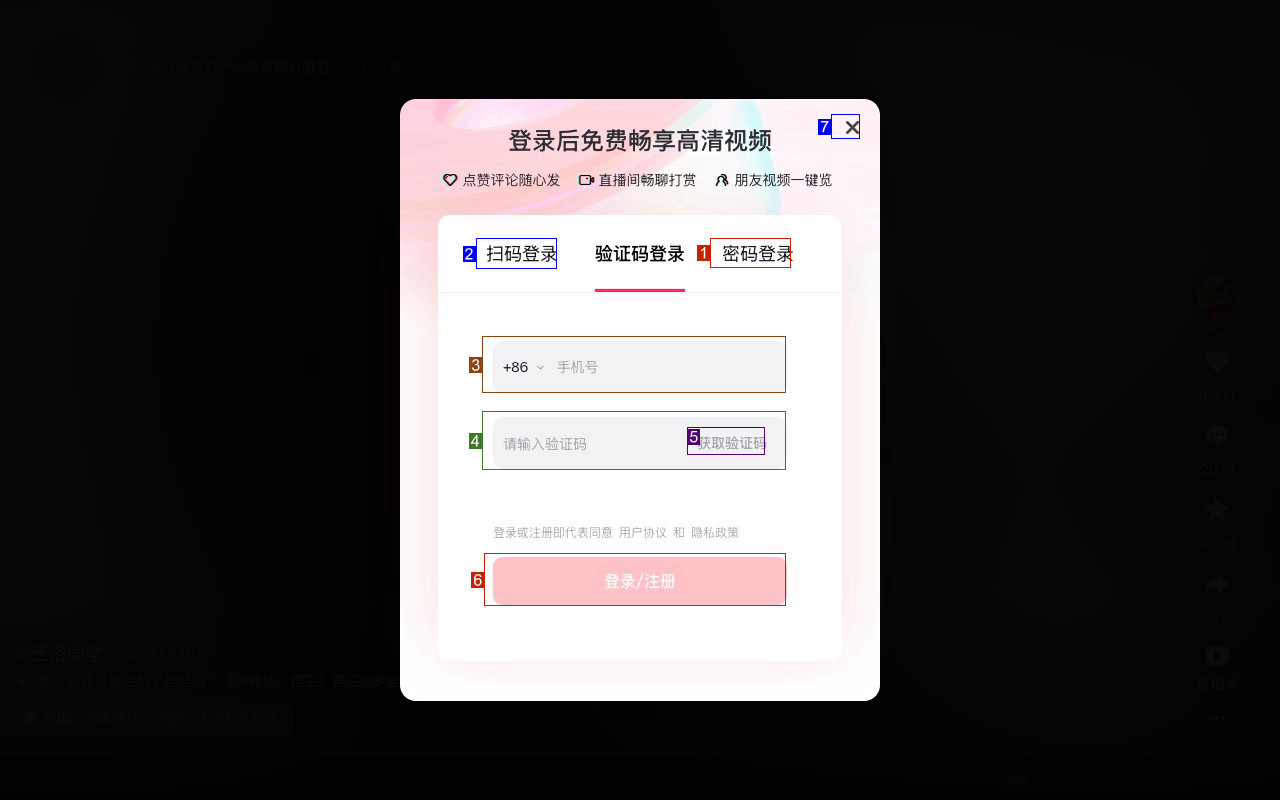 登录后免费畅享高清视频
7
点赞评论随心发 直播间畅聊打赏 朋友视频一键览
2 扫码登录 验证码登录 1 密码登录
3 +86 手机号
4 请输入验证码 5 获取验证码
登录或注册即代表同意 用户协议 和 隐私政策
6 登录/注册